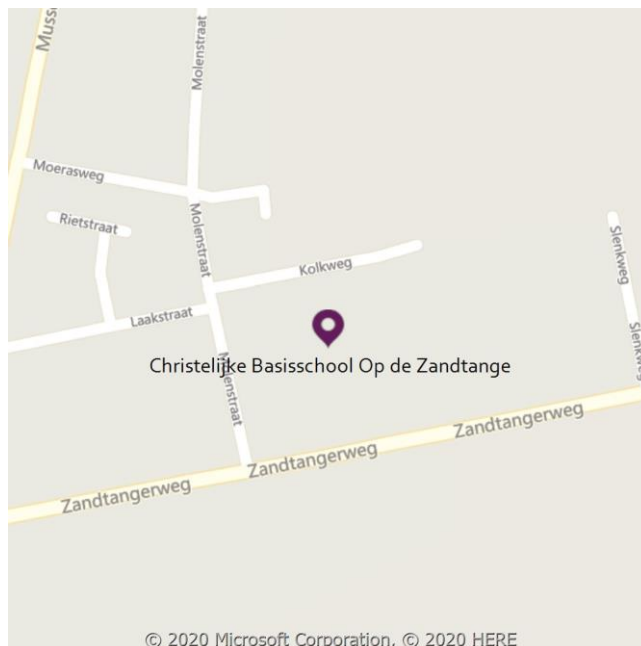 Muss
Molenstraat
Moerasweg
Rietstraat
Molenstraat
Slenkweg
Kolkweg
Laakstraat
Slenkweg
Christelijke Basisschool Op de Zandtange
Molenstraat
Zandtangerweg
Zandtangerweg
Zandtangerweg
© 2020 Microsoft Corporation, © 2020 HERE